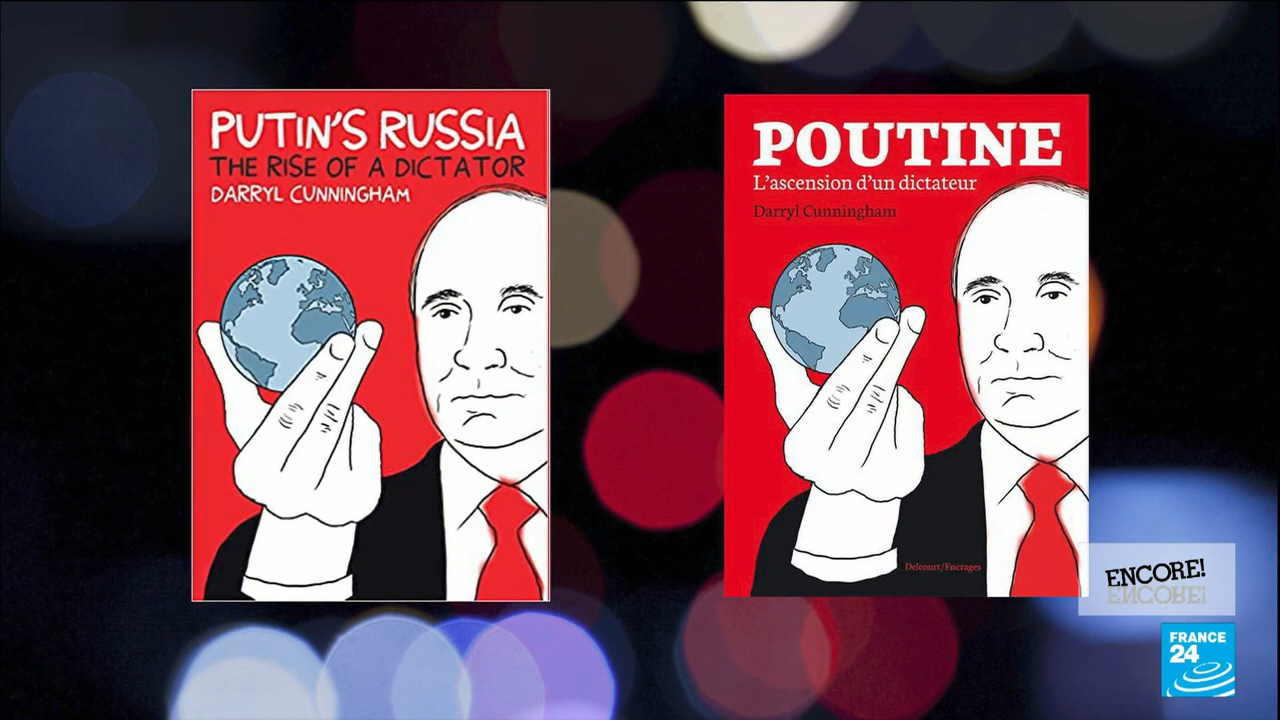 PUTIN'S RUSSIA
THE RISE OF A DICTATOR
DARRYL CUNNINGHAM
POUTINE
L'ascension d'un dictateur
Darryl Cunningham
Delcourt/Encrages
ENCORE!
FRANCE
24